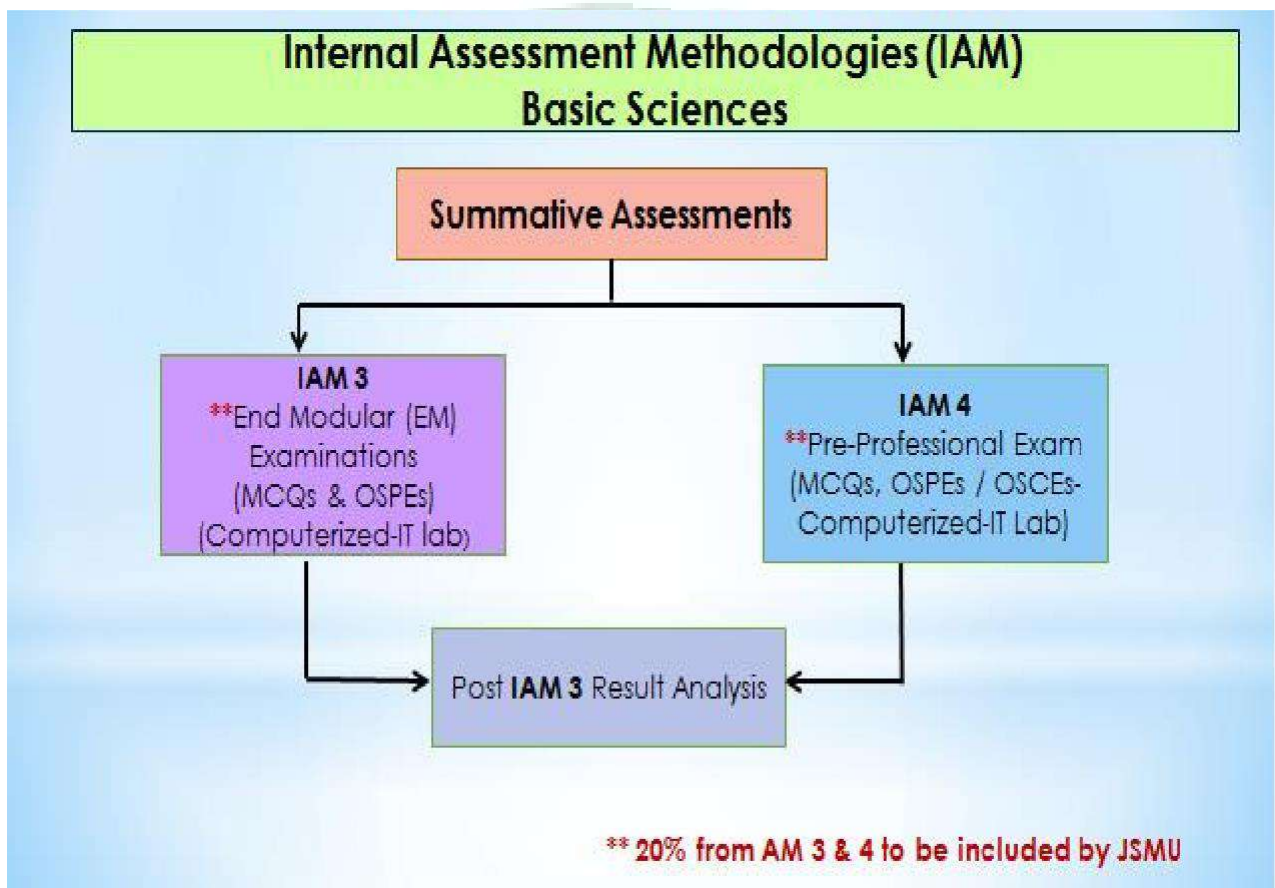 Internal Assessment Methodologies (IAM)
Basic Sciences
Summative Assessments
IAM 3
**End Modular (EM)
Examinations
(MCQs & OSPEs)
(Computerized-IT lab)
IAM 4
**Pre-Professional Exam
(MCQs, OSPEs / OSCEs-
Computerized-IT Lab)
Post IAM 3 Result Analysis
** 20% from AM 3 & 4 to be included by JSMU